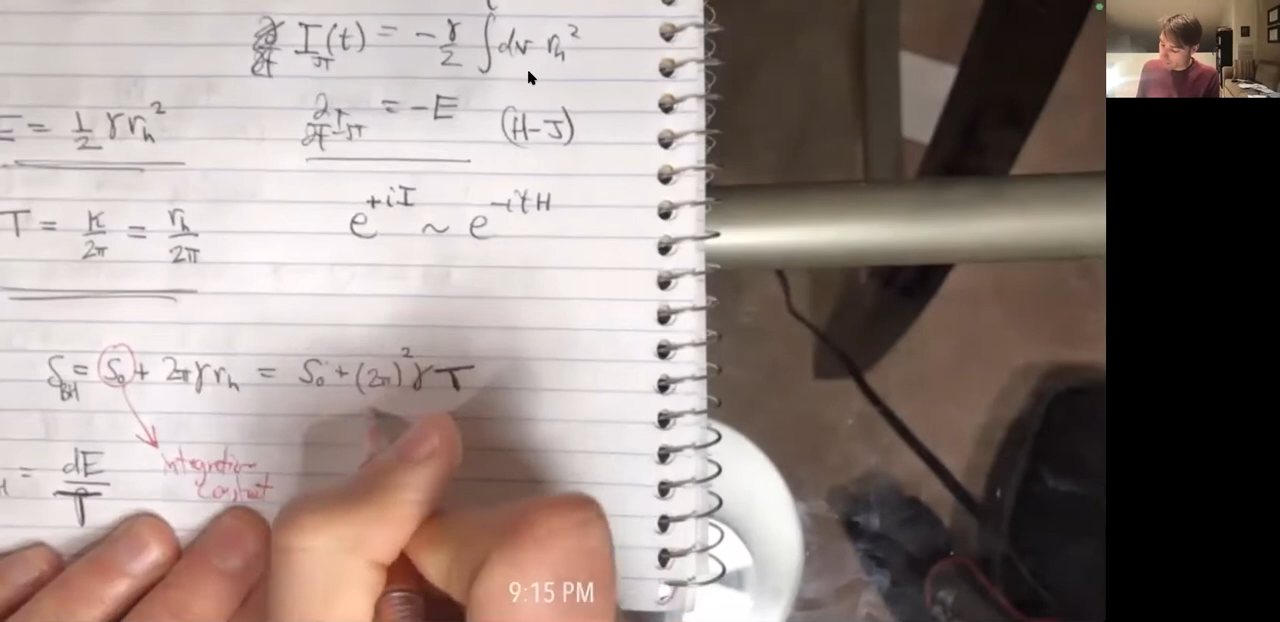 I_JT(t) = -γ/2 ∫^t dv r_h²
E = 1/2 γ r_h²
∂/∂t I_JT = -E (H-J)
T = κ/2π = r_h/2π
e^{+iI} ~ e^{-itH}
S_BH = S₀ + 2πγ r_h = S₀ + (2π)² γ T
= dE/T
integration
constant
9:15 PM